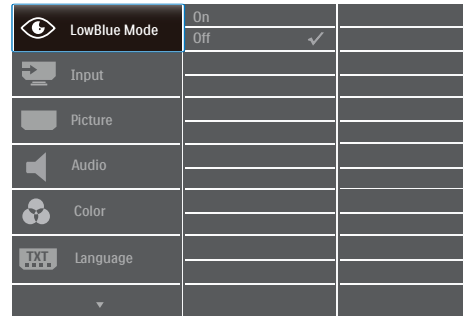 LowBlue Mode
On
Off
Input
Picture
Audio
Color
TXT
Language